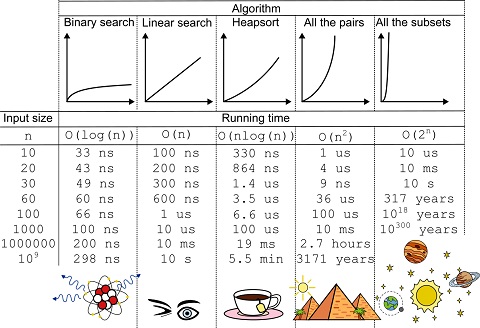 Algorithm
Binary search Linear search Heapsort All the pairs All the subsets
Input size Running time
n O(log(n)) O(n) O(nlog(n)) O(n²) O(2ⁿ)
10 33 ns 100 ns 330 ns 1 us 10 us
20 43 ns 200 ns 864 ns 4 us 10 ms
30 49 ns 300 ns 1.4 us 9 ns 10 s
60 60 ns 600 ns 3.5 us 36 us 317 years
100 66 ns 1 us 6.6 us 100 us 10¹⁸ years
1000 100 ns 10 us 100 us 10 ms 10³⁰⁰ years
1000000 200 ns 10 ms 19 ms 2.7 hours
10⁹ 298 ns 10 s 5.5 min 3171 years